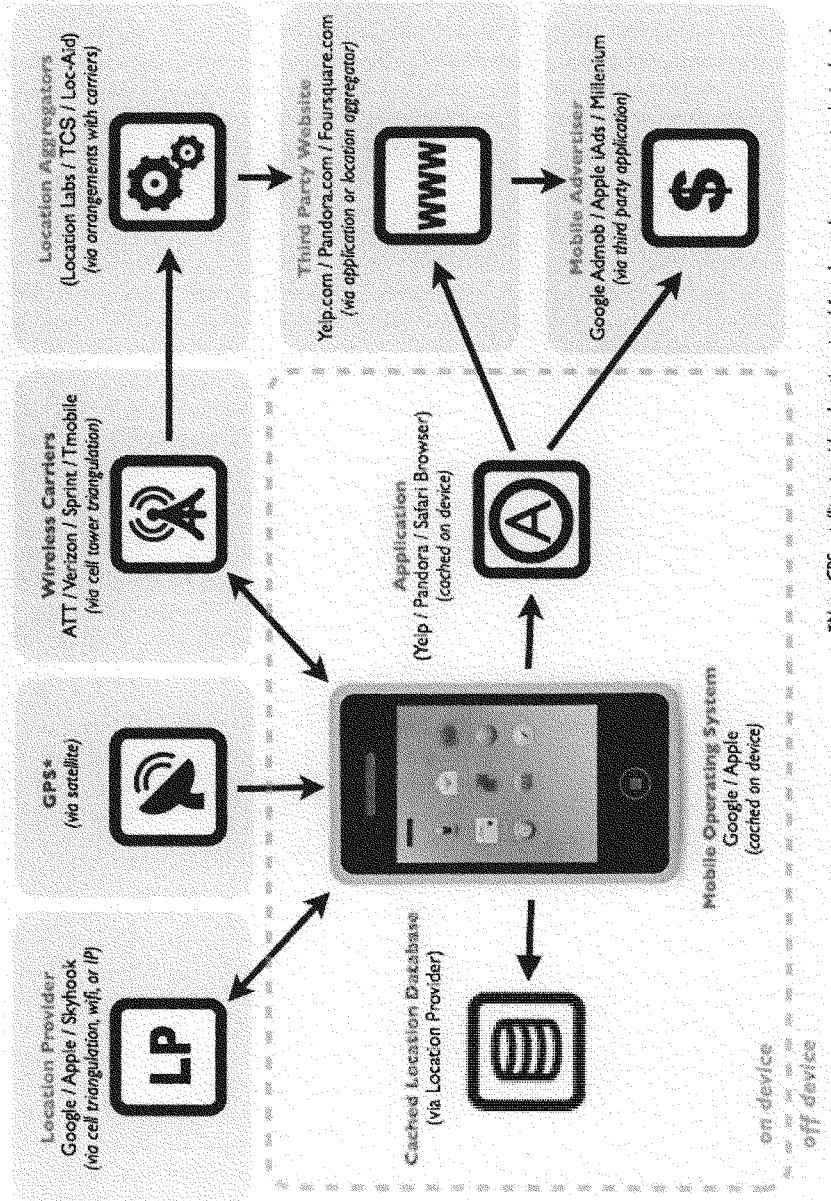 Location Provider
Google / Apple / Skyhook
(via cell triangulation, wifi, or IP)
LP
GPS*
(via satellite)
Wireless Carriers
ATT / Verizon / Sprint / Tmobile
(via cell tower triangulation)
Location Aggregators
(Location Labs / TCS / Loc-Aid)
(via arrangements with carriers)
Cached Location Database
(via Location Provider)
Mobile Operating System
Google / Apple
(cached on device)
Application
(Yelp / Pandora / Safari Browser)
(cached on device)
A
Third Party Website
Yelp.com / Pandora.com / Foursquare.com
(via application or location aggregator)
WWW
Mobile Advertiser
Google Admob / Apple iAds / Millenium
(via third party application)
$
on device
off device